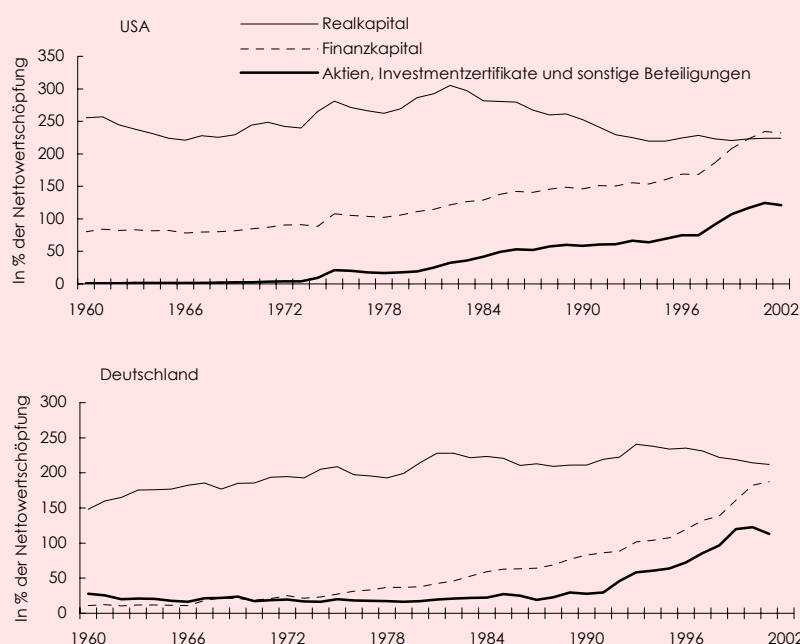 USA
Realkapital
Finanzkapital
Aktien, Investmentzertifikate und sonstige Beteiligungen
In % der Nettowertschöpfung
350
300
250
200
150
100
50
0
1960 1966 1972 1978 1984 1990 1996 2002
Deutschland
In % der Nettowertschöpfung
300
250
200
150
100
50
0
1960 1966 1972 1978 1984 1990 1996 2002